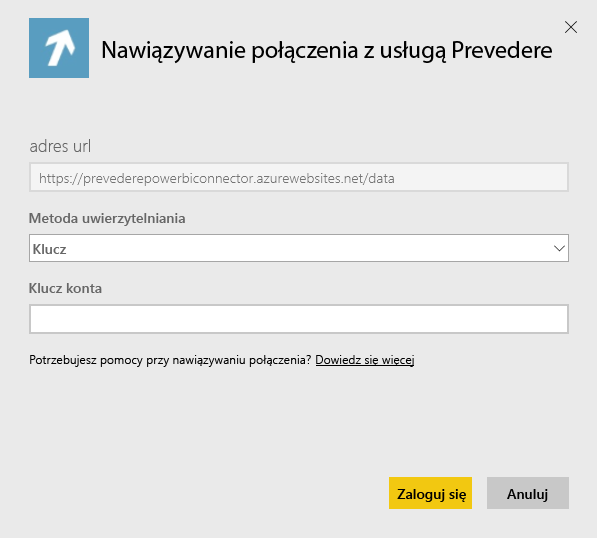 Nawiązywanie połączenia z usługą Prevedere
adres url
https://prevederepowerbiconnector.azurewebsites.net/data
Metoda uwierzytelniania
Klucz
Klucz konta
Potrzebujesz pomocy przy nawiązywaniu połączenia? Dowiedz się więcej
Zaloguj się Anuluj